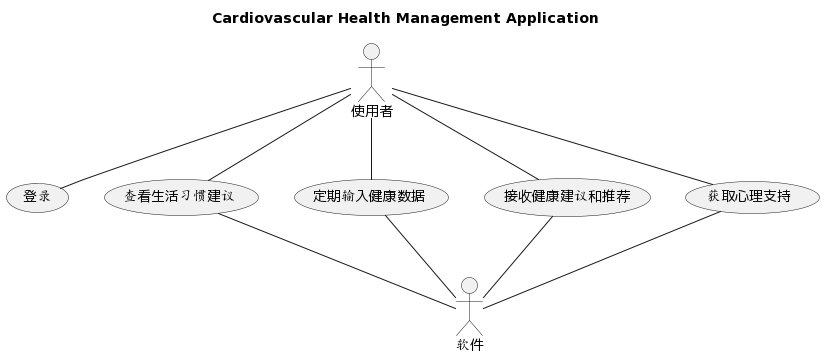 Cardiovascular Health Management Application
使用者
登录
查看生活习惯建议
定期输入健康数据
接收健康建议和推荐
获取心理支持
软件